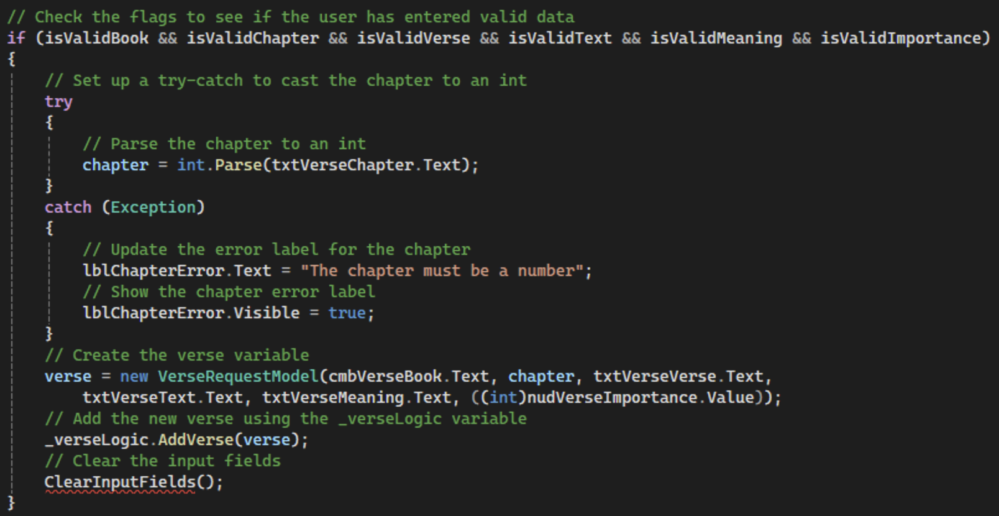 // Check the flags to see if the user has entered valid data
if (isValidBook && isValidChapter && isValidVerse && isValidText && isValidMeaning && isValidImportance)
{
    // Set up a try-catch to cast the chapter to an int
    try
    {
        // Parse the chapter to an int
        chapter = int.Parse(txtVerseChapter.Text);
    }
    catch (Exception)
    {
        // Update the error label for the chapter
        lblChapterError.Text = "The chapter must be a number";
        // Show the chapter error label
        lblChapterError.Visible = true;
    }
    // Create the verse variable
    verse = new VerseRequestModel(cmbVerseBook.Text, chapter, txtVerseVerse.Text,
        txtVerseText.Text, txtVerseMeaning.Text, ((int)nudVerseImportance.Value));
    // Add the new verse using the _verseLogic variable
    _verseLogic.AddVerse(verse);
    // Clear the input fields
    ClearInputFields();
}